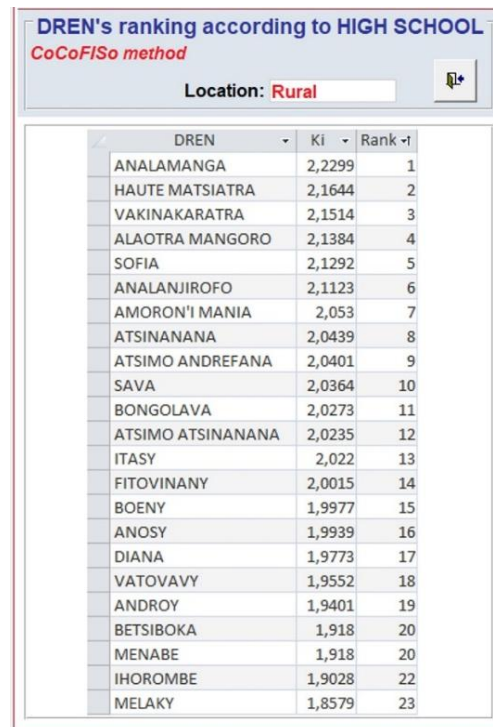 DREN's ranking according to HIGH SCHOOL
CoCoFISo method
Location: Rural
DREN Ki Rank
ANALAMANGA 2,2299 1
HAUTE MATSIATRA 2,1644 2
VAKINAKARATRA 2,1514 3
ALAOTRA MANGORO 2,1384 4
SOFIA 2,1292 5
ANALANJIROFO 2,1123 6
AMORON'I MANIA 2,053 7
ATSINANANA 2,0439 8
ATSIMO ANDREFANA 2,0401 9
SAVA 2,0364 10
BONGOLAVA 2,0273 11
ATSIMO ATSINANANA 2,0235 12
ITASY 2,022 13
FITOVINANY 2,0015 14
BOENY 1,9977 15
ANOSY 1,9939 16
DIANA 1,9773 17
VATOVAVY 1,9552 18
ANDROY 1,9401 19
BETSIBOKA 1,918 20
MENABE 1,918 20
IHOROMBE 1,9028 22
MELAKY 1,8579 23